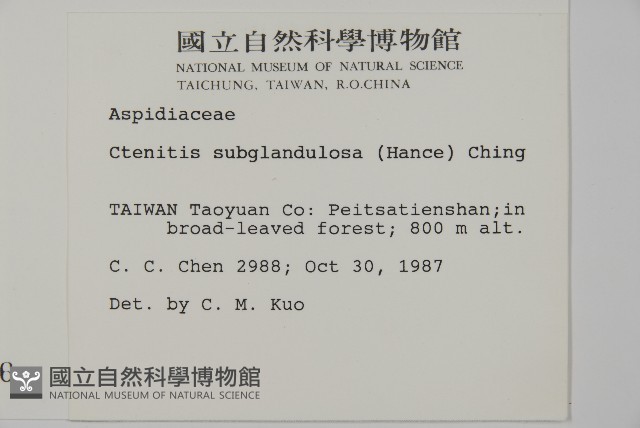 國立自然科學博物館
NATIONAL MUSEUM OF NATURAL SCIENCE
TAICHUNG, TAIWAN, R.O.CHINA
Aspidiaceae
Ctenitis subglandulosa (Hance) Ching
TAIWAN Taoyuan Co: Peitsatienshan;in
broad-leaved forest; 800 m alt.
C. C. Chen 2988; Oct 30, 1987
Det. by C. M. Kuo
國立自然科學博物館
NATIONAL MUSEUM OF NATURAL SCIENCE